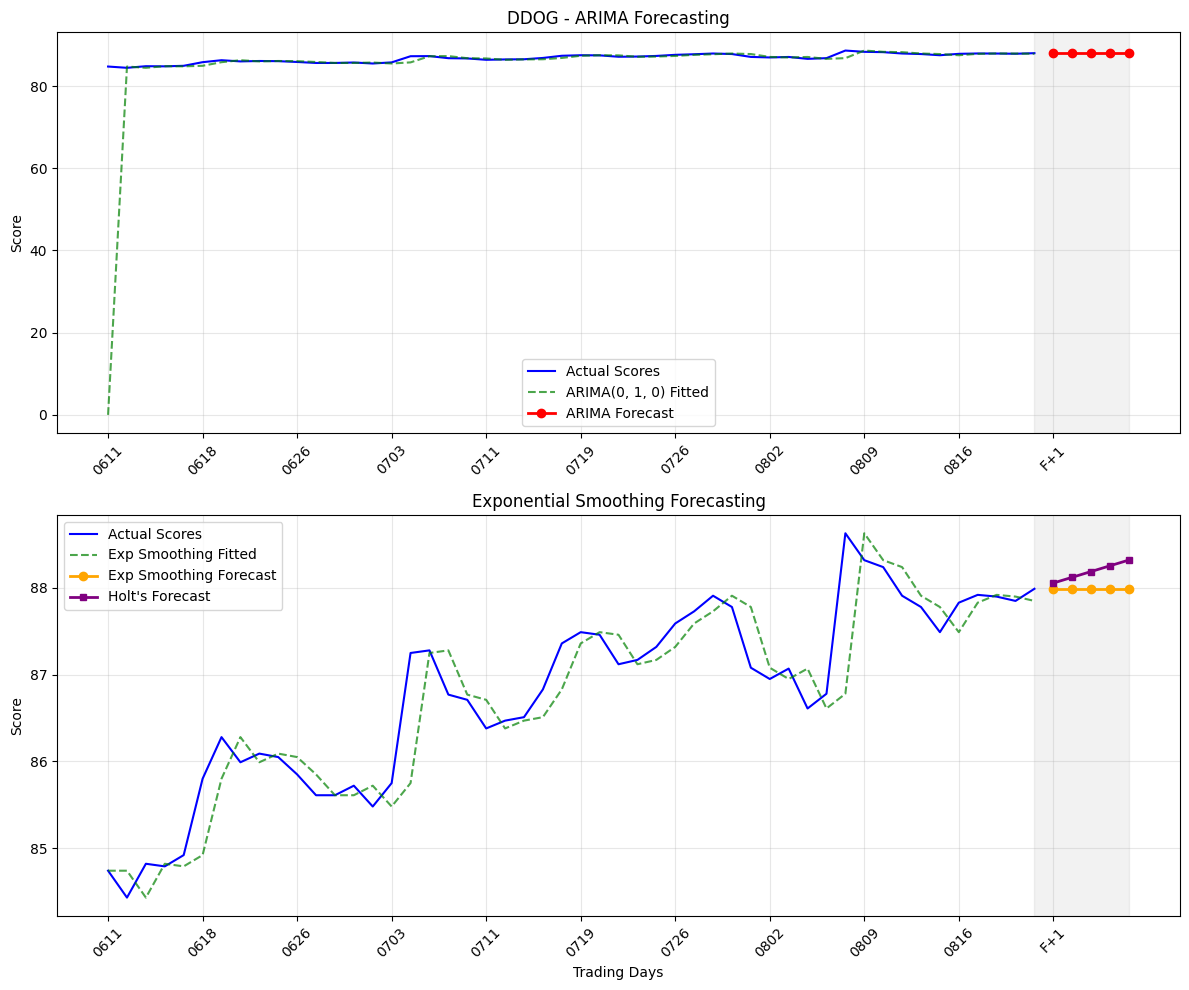 DDOG - ARIMA Forecasting
Score
80
60
40
20
0
Actual Scores
ARIMA(0, 1, 0) Fitted
ARIMA Forecast
0611
0618
0626
0703
0711
0719
0726
0802
0809
0816
F+1
Exponential Smoothing Forecasting
Score
88
87
86
85
Actual Scores
Exp Smoothing Fitted
Exp Smoothing Forecast
Holt's Forecast
0611
0618
0626
0703
0711
0719
0726
0802
0809
0816
F+1
Trading Days